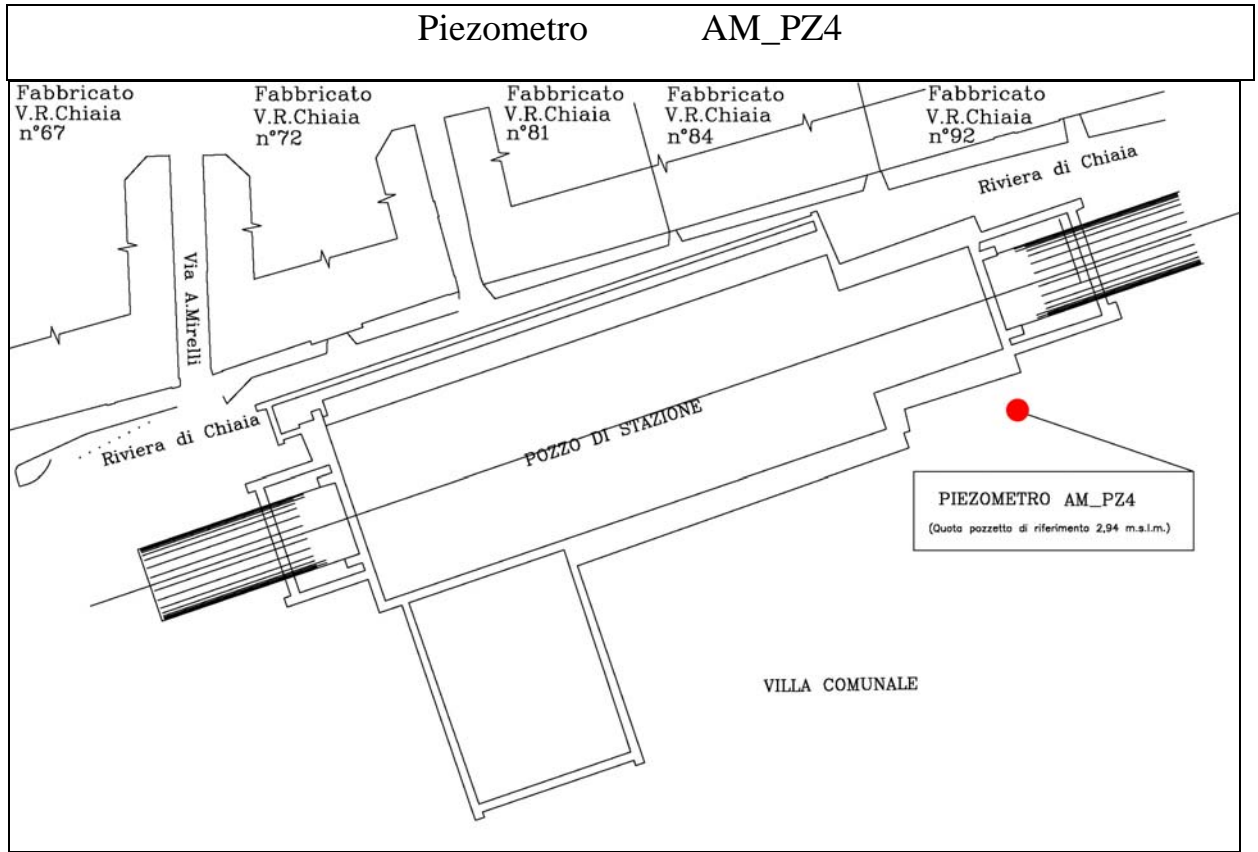 Piezometro AM_PZ4
Fabbricato
V.R.Chiaia
n°67
Fabbricato
V.R.Chiaia
n°72
Fabbricato
V.R.Chiaia
n°81
Fabbricato
V.R.Chiaia
n°84
Fabbricato
V.R.Chiaia
n°92
Riviera di Chiaia
Via A.Mirelli
Riviera di Chiaia
POZZO DI STAZIONE
PIEZOMETRO AM_PZ4
(Quota pozzetto di riferimento 2,94 m.s.l.m.)
VILLA COMUNALE